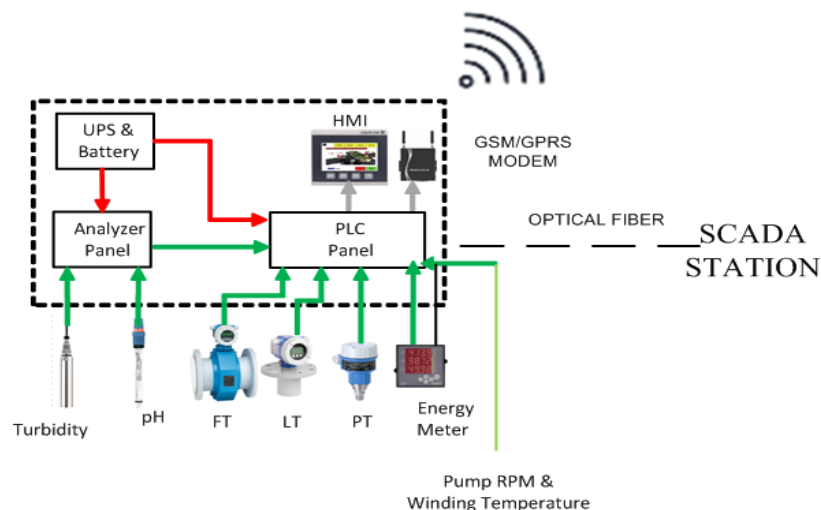 UPS &
Battery
HMI
GSM/GPRS
MODEM
Analyzer
Panel
PLC
Panel
OPTICAL FIBER
SCADA
STATION
Turbidity
pH
FT
LT
PT
Energy
Meter
Pump RPM &
Winding Temperature